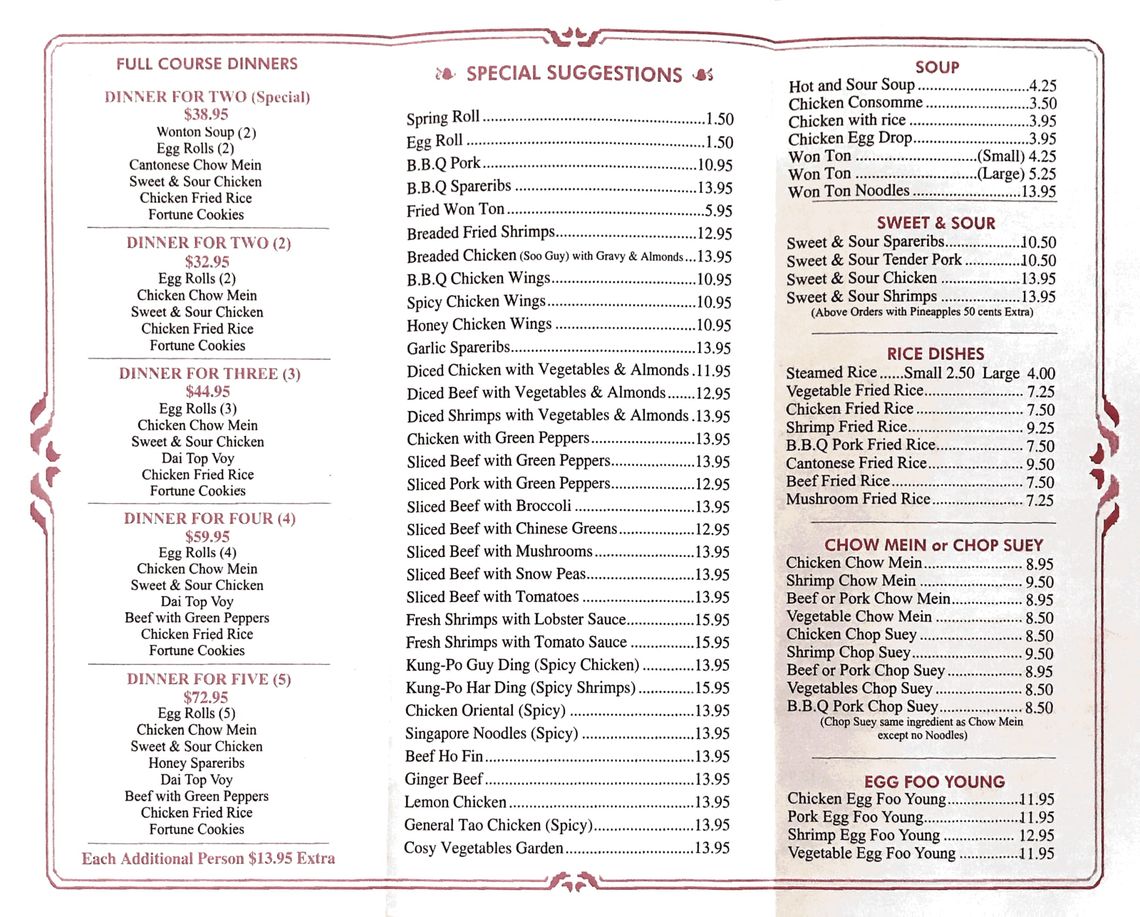 FULL COURSE DINNERS
DINNER FOR TWO (Special)
$38.95
Wonton Soup (2)
Egg Rolls (2)
Cantonese Chow Mein
Sweet & Sour Chicken
Chicken Fried Rice
Fortune Cookies
DINNER FOR TWO (2)
$32.95
Egg Rolls (2)
Chicken Chow Mein
Sweet & Sour Chicken
Chicken Fried Rice
Fortune Cookies
DINNER FOR THREE (3)
$44.95
Egg Rolls (3)
Chicken Chow Mein
Sweet & Sour Chicken
Dai Top Voy
Chicken Fried Rice
Fortune Cookies
DINNER FOR FOUR (4)
$59.95
Egg Rolls (4)
Chicken Chow Mein
Sweet & Sour Chicken
Dai Top Voy
Beef with Green Peppers
Chicken Fried Rice
Fortune Cookies
DINNER FOR FIVE (5)
$72.95
Egg Rolls (5)
Chicken Chow Mein
Sweet & Sour Chicken
Honey Spareribs
Dai Top Voy
Beef with Green Peppers
Chicken Fried Rice
Fortune Cookies
Each Additional Person $13.95 Extra
SPECIAL SUGGESTIONS
Spring Roll ... 1.50
Egg Roll ... 1.50
B.B.Q Pork ... 10.95
B.B.Q Spareribs ... 13.95
Fried Won Ton ... 5.95
Breaded Fried Shrimps ... 12.95
Breaded Chicken (Soo Guy) with Gravy & Almonds ... 13.95
B.B.Q Chicken Wings ... 10.95
Spicy Chicken Wings ... 10.95
Honey Chicken Wings ... 10.95
Garlic Spareribs ... 13.95
Diced Chicken with Vegetables & Almonds . 11.95
Diced Beef with Vegetables & Almonds ... 12.95
Diced Shrimps with Vegetables & Almonds . 13.95
Chicken with Green Peppers ... 13.95
Sliced Beef with Green Peppers ... 13.95
Sliced Pork with Green Peppers ... 12.95
Sliced Beef with Broccoli ... 13.95
Sliced Beef with Chinese Greens ... 12.95
Sliced Beef with Mushrooms ... 13.95
Sliced Beef with Snow Peas ... 13.95
Sliced Beef with Tomatoes ... 13.95
Fresh Shrimps with Lobster Sauce ... 15.95
Fresh Shrimps with Tomato Sauce ... 15.95
Kung-Po Guy Ding (Spicy Chicken) ... 13.95
Kung-Po Har Ding (Spicy Shrimps) ... 15.95
Chicken Oriental (Spicy) ... 13.95
Singapore Noodles (Spicy) ... 13.95
Beef Ho Fin ... 13.95
Ginger Beef ... 13.95
Lemon Chicken ... 13.95
General Tao Chicken (Spicy) ... 13.95
Cosy Vegetables Garden ... 13.95
SOUP
Hot and Sour Soup ... 4.25
Chicken Consomme ... 3.50
Chicken with rice ... 3.95
Chicken Egg Drop ... 3.95
Won Ton ... (Small) 4.25
Won Ton ... (Large) 5.25
Won Ton Noodles ... 13.95
SWEET & SOUR
Sweet & Sour Spareribs ... 10.50
Sweet & Sour Tender Pork ... 10.50
Sweet & Sour Chicken ... 13.95
Sweet & Sour Shrimps ... 13.95
(Above Orders with Pineapples 50 cents Extra)
RICE DISHES
Steamed Rice ... Small 2.50 Large 4.00
Vegetable Fried Rice ... 7.25
Chicken Fried Rice ... 7.50
Shrimp Fried Rice ... 9.25
B.B.Q Pork Fried Rice ... 7.50
Cantonese Fried Rice ... 9.50
Beef Fried Rice ... 7.50
Mushroom Fried Rice ... 7.25
CHOW MEIN or CHOP SUEY
Chicken Chow Mein ... 8.95
Shrimp Chow Mein ... 9.50
Beef or Pork Chow Mein ... 8.95
Vegetable Chow Mein ... 8.50
Chicken Chop Suey ... 8.50
Shrimp Chop Suey ... 9.50
Beef or Pork Chop Suey ... 8.95
Vegetables Chop Suey ... 8.50
B.B.Q Pork Chop Suey ... 8.50
(Chop Suey same ingredient as Chow Mein
except no Noodles)
EGG FOO YOUNG
Chicken Egg Foo Young ... 11.95
Pork Egg Foo Young ... 11.95
Shrimp Egg Foo Young ... 12.95
Vegetable Egg Foo Young ... 11.95